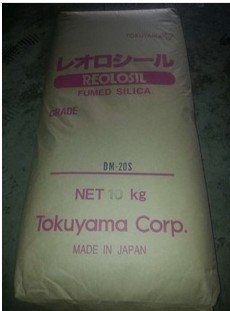 レオロシール
REOLOSIL
FUMED SILICA
GRADE
DM-20S
NET 10 kg
Tokuyama Corp.
MADE IN JAPAN